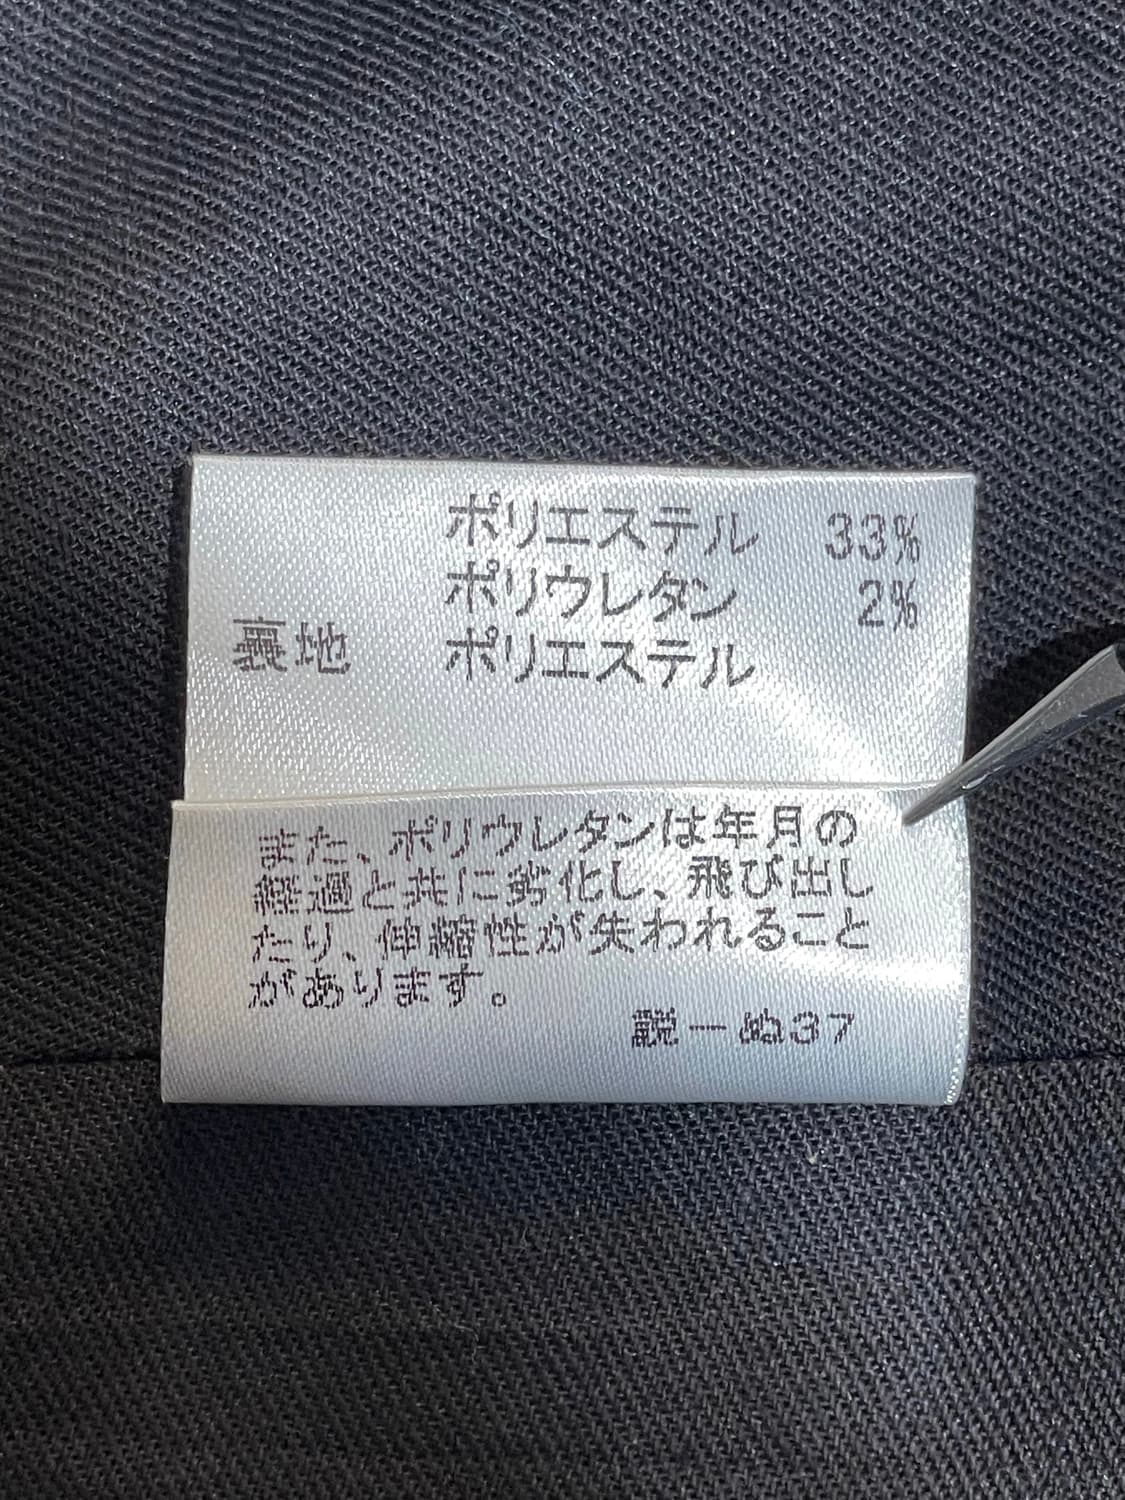 ポリエステル 33%
ポリウレタン 2%
裏地 ポリエステル
また、ポリウレタンは年月の
経過と共に劣化し、飛び出し
たり、伸縮性が失われること
があります。
説ーぬ37